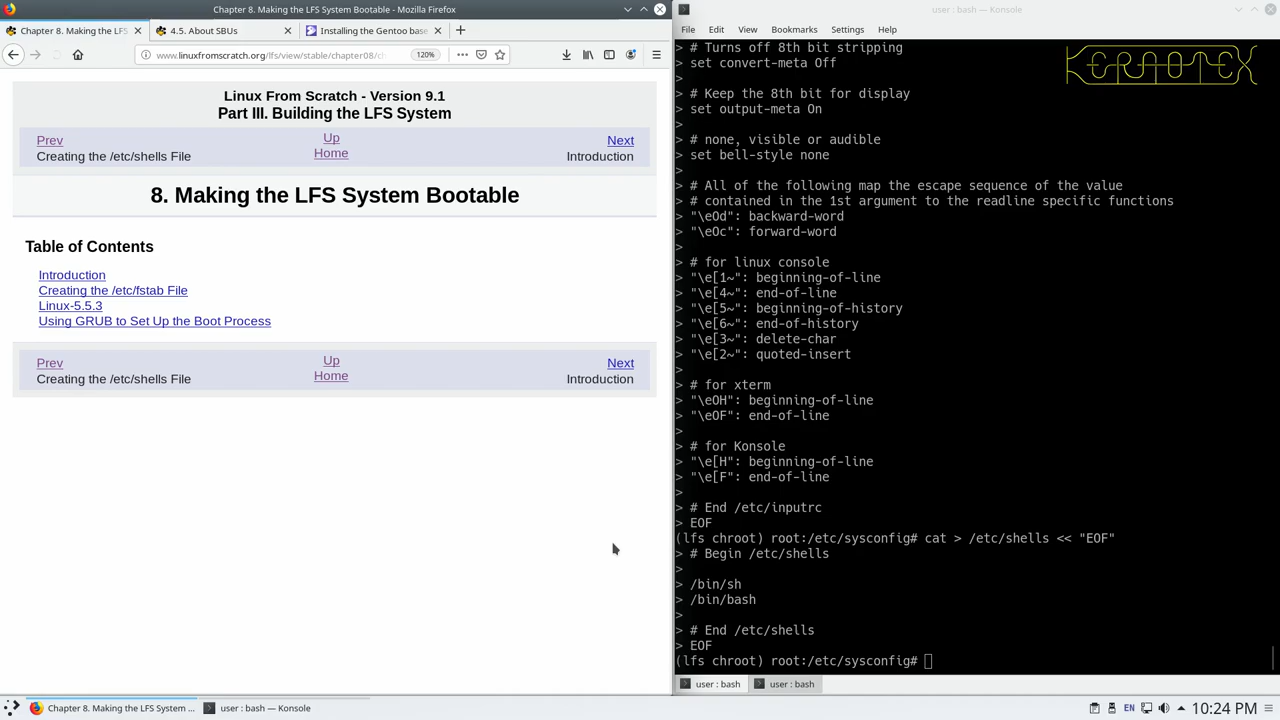 Chapter 8. Making the LFS System Bootable - Mozilla Firefox
Chapter 8. Making the LFS
4.5. About SBUs
Installing the Gentoo base
www.linuxfromscratch.org/lfs/view/stable/chapter08/
120%
Linux From Scratch - Version 9.1
Part III. Building the LFS System
Prev
Up
Next
Creating the /etc/shells File
Home
Introduction
8. Making the LFS System Bootable
Table of Contents
Introduction
Creating the /etc/fstab File
Linux-5.5.3
Using GRUB to Set Up the Boot Process
Prev
Up
Next
Creating the /etc/shells File
Home
Introduction
user : bash — Konsole
File Edit View Bookmarks Settings Help
KERNOTEX
> # Turns off 8th bit stripping
> set convert-meta Off
>
> # Keep the 8th bit for display
> set output-meta On
>
> # none, visible or audible
> set bell-style none
>
> # All of the following map the escape sequence of the value
> # contained in the 1st argument to the readline specific functions
> "\eOd": backward-word
> "\eOc": forward-word
>
> # for linux console
> "\e[1~": beginning-of-line
> "\e[4~": end-of-line
> "\e[5~": beginning-of-history
> "\e[6~": end-of-history
> "\e[3~": delete-char
> "\e[2~": quoted-insert
>
> # for xterm
> "\eOH": beginning-of-line
> "\eOF": end-of-line
>
> # for Konsole
> "\e[H": beginning-of-line
> "\e[F": end-of-line
>
> # End /etc/inputrc
> EOF
(lfs chroot) root:/etc/sysconfig# cat > /etc/shells << "EOF"
> # Begin /etc/shells
>
> /bin/sh
> /bin/bash
>
> # End /etc/shells
> EOF
(lfs chroot) root:/etc/sysconfig#
user : bash
user : bash
Chapter 8. Making the LFS System ...
user : bash — Konsole
EN
10:24 PM